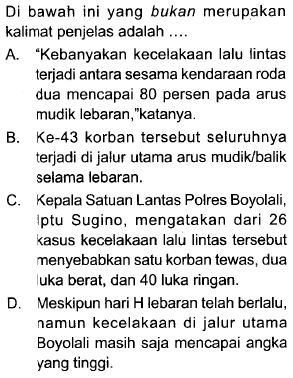 Di bawah ini yang bukan merupakan
kalimat penjelas adalah ....
A. “Kebanyakan kecelakaan lalu lintas
terjadi antara sesama kendaraan roda
dua mencapai 80 persen pada arus
mudik lebaran,”katanya.
B. Ke-43 korban tersebut seluruhnya
terjadi di jalur utama arus mudik/balik
selama lebaran.
C. Kepala Satuan Lantas Polres Boyolali,
Iptu Sugino, mengatakan dari 26
kasus kecelakaan lalu lintas tersebut
menyebabkan satu korban tewas, dua
luka berat, dan 40 luka ringan.
D. Meskipun hari H lebaran telah berlalu,
namun kecelakaan di jalur utama
Boyolali masih saja mencapai angka
yang tinggi.